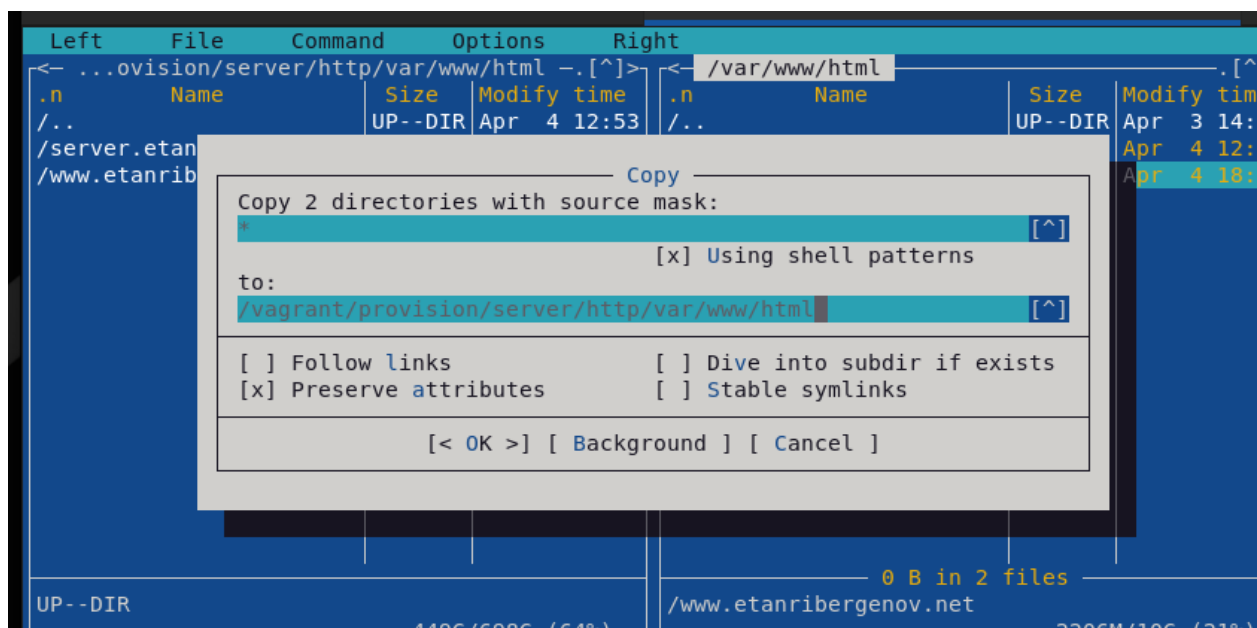 Left File Command Options Right
<— ...ovision/server/http/var/www/html —.[^]> <— /var/www/html .[^
.n Name Size Modify time .n Name Size Modify tim
/.. UP--DIR Apr 4 12:53 /.. UP--DIR Apr 3 14:
/server.etan Apr 4 12:
/www.etanrib Apr 4 18:
Copy
Copy 2 directories with source mask:
* [^]
[x] Using shell patterns
to:
/vagrant/provision/server/http/var/www/html [^]
[ ] Follow links [ ] Dive into subdir if exists
[x] Preserve attributes [ ] Stable symlinks
[< OK >] [ Background ] [ Cancel ]
0 B in 2 files
UP--DIR /www.etanribergenov.net